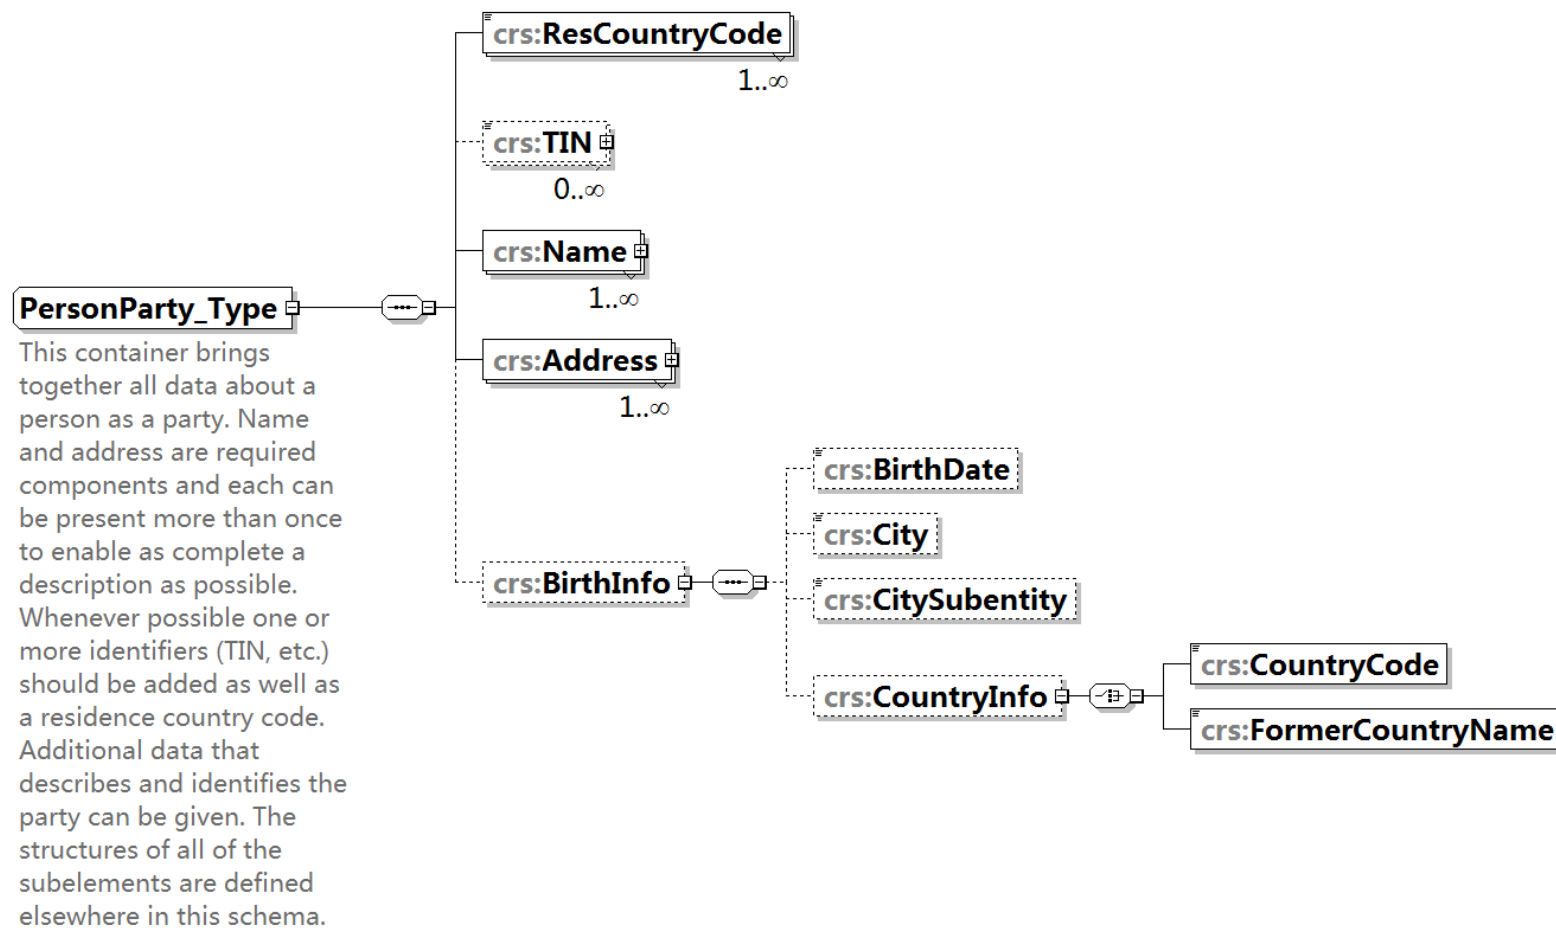 crs:ResCountryCode
1..∞
crs:TIN
0..∞
crs:Name
1..∞
PersonParty_Type
This container brings
together all data about a
person as a party. Name
and address are required
components and each can
be present more than once
to enable as complete a
description as possible.
Whenever possible one or
more identifiers (TIN, etc.)
should be added as well as
a residence country code.
Additional data that
describes and identifies the
party can be given. The
structures of all of the
subelements are defined
elsewhere in this schema.
crs:Address
1..∞
crs:BirthInfo
crs:BirthDate
crs:City
crs:CitySubentity
crs:CountryInfo
crs:CountryCode
crs:FormerCountryName